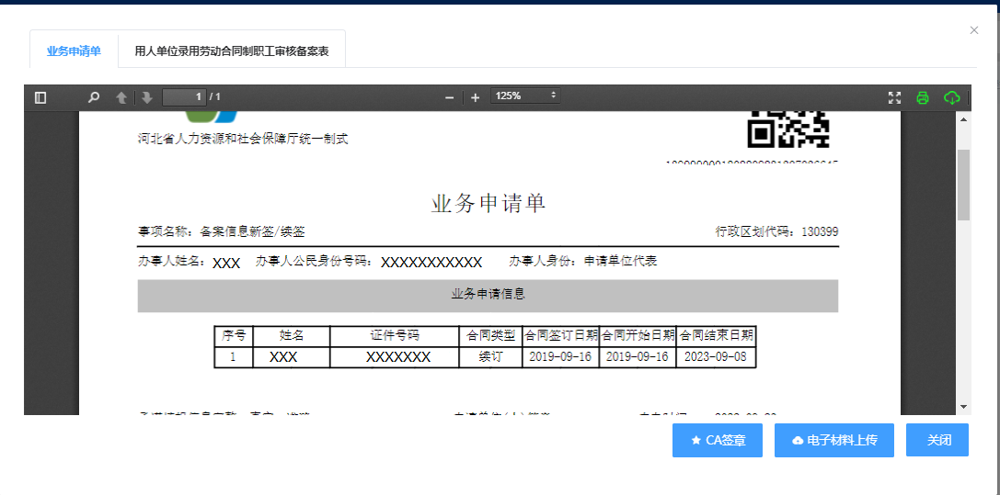 业务申请单 用人单位录用劳动合同制职工审核备案表
1 / 1 125%
河北省人力资源和社会保障厅统一制式
业务申请单
事项名称：备案信息新签/续签 行政区划代码：130399
办事人姓名：XXX 办事人公民身份号码：XXXXXXXXXXX 办事人身份：申请单位代表
业务申请信息
序号 姓名 证件号码 合同类型 合同签订日期 合同开始日期 合同结束日期
1 XXX XXXXXXX 续订 2019-09-16 2019-09-16 2023-09-08
CA签章 电子材料上传 关闭